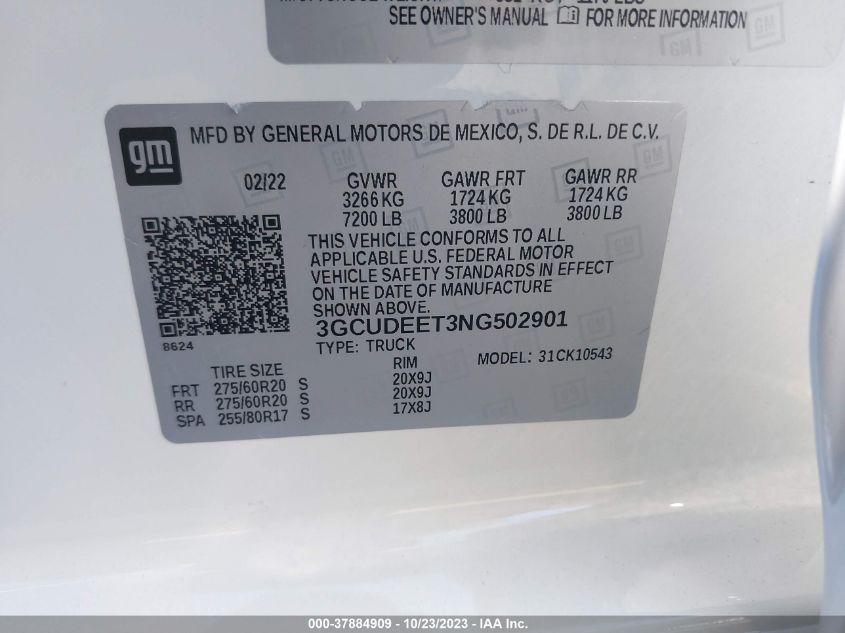 SEE OWNER'S MANUAL FOR MORE INFORMATION
gm
MFD BY GENERAL MOTORS DE MEXICO, S. DE R.L. DE C.V.
02/22 GVWR GAWR FRT GAWR RR
3266 KG 1724 KG 1724 KG
7200 LB 3800 LB 3800 LB
THIS VEHICLE CONFORMS TO ALL
APPLICABLE U.S. FEDERAL MOTOR
VEHICLE SAFETY STANDARDS IN EFFECT
ON THE DATE OF MANUFACTURE
SHOWN ABOVE.
3GCUDEET3NG502901
8624
TYPE: TRUCK MODEL: 31CK10543
TIRE SIZE RIM
FRT 275/60R20 S 20X9J
RR 275/60R20 S 20X9J
SPA 255/80R17 S 17X8J
000-37884909 - 10/23/2023 - IAA Inc.